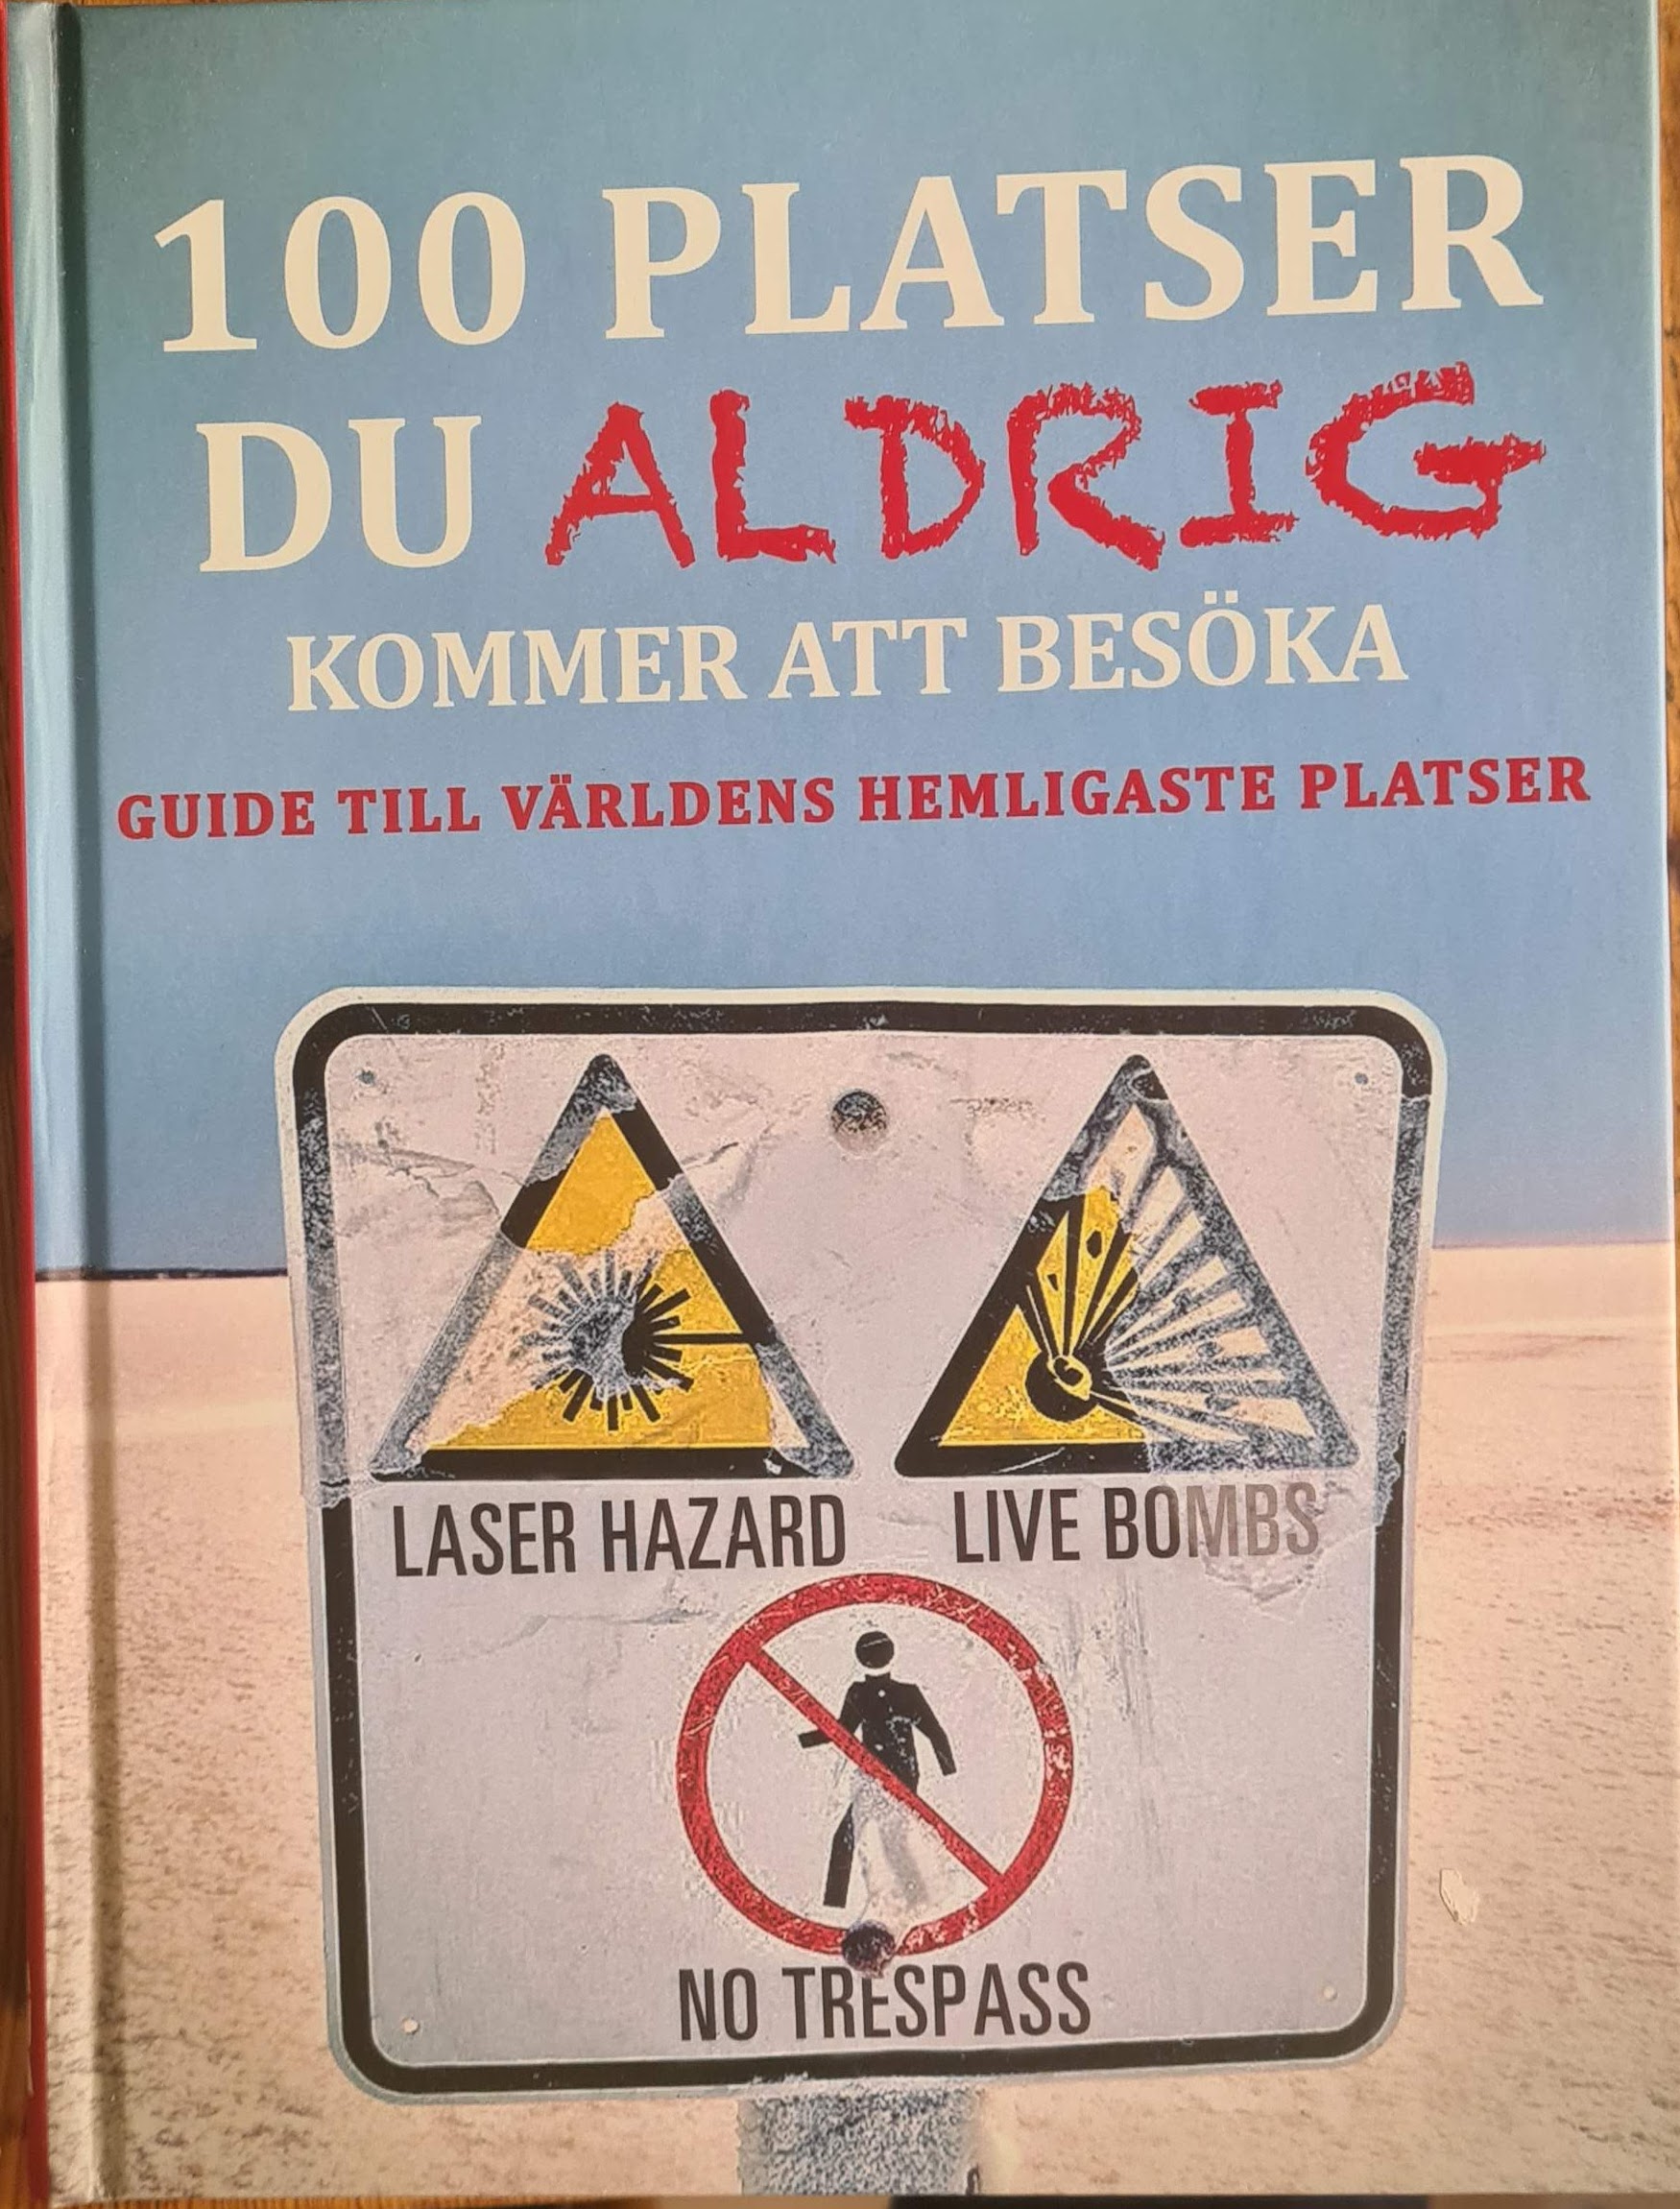 100 PLATSER
DU ALDRIG
KOMMER ATT BESÖKA
GUIDE TILL VÄRLDENS HEMLIGASTE PLATSER
LASER HAZARD
LIVE BOMBS
NO TRESPASS